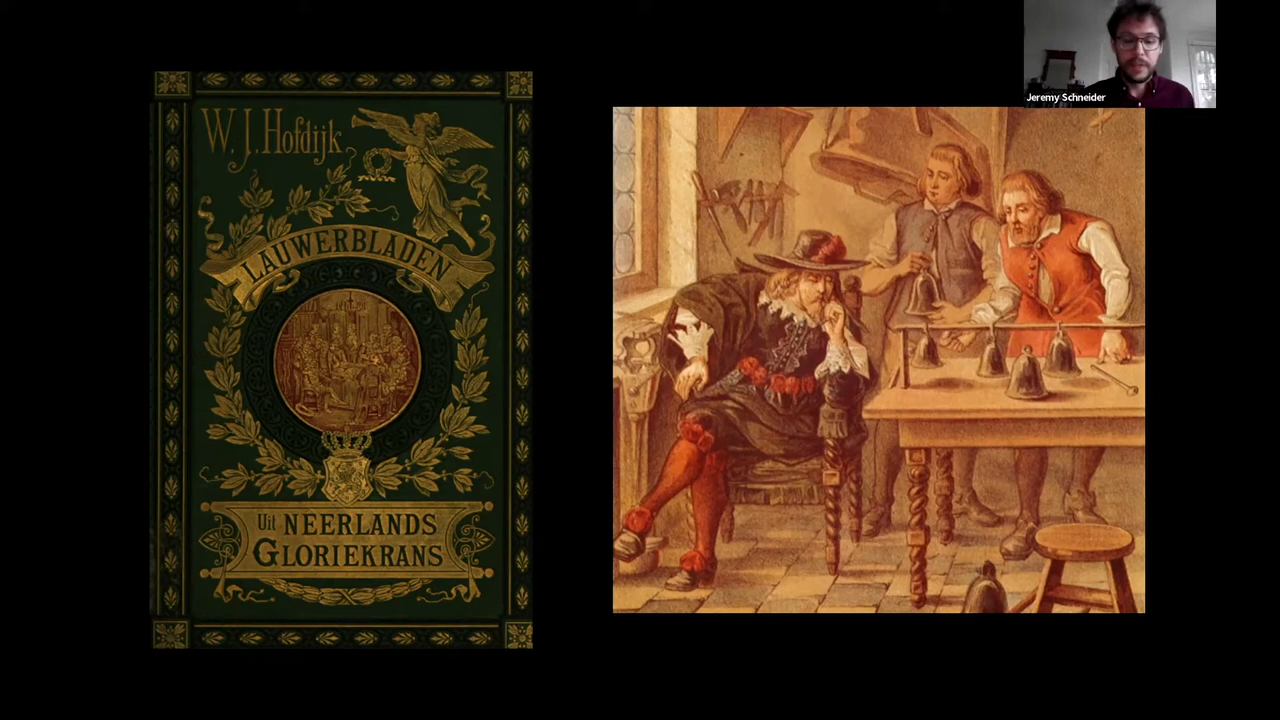 Jeremy Schneider
W.J. Hofdijk.
LAUWERBLADEN
Uit NEERLANDS
GLORIEKRANS